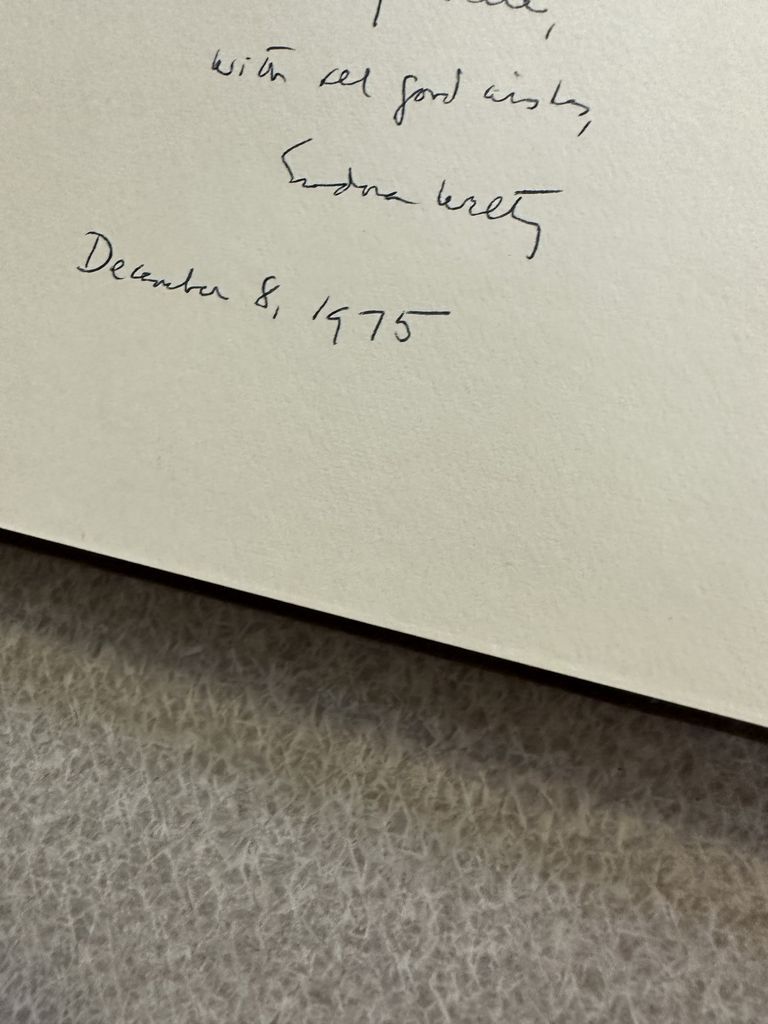 with all good wishes,
Eudora Welty
December 8, 1975